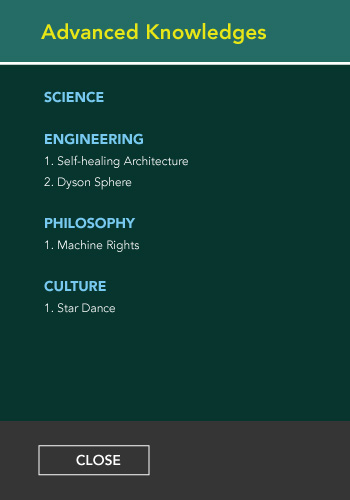 Advanced Knowledges
SCIENCE
ENGINEERING
1. Self-healing Architecture
2. Dyson Sphere
PHILOSOPHY
1. Machine Rights
CULTURE
1. Star Dance
CLOSE